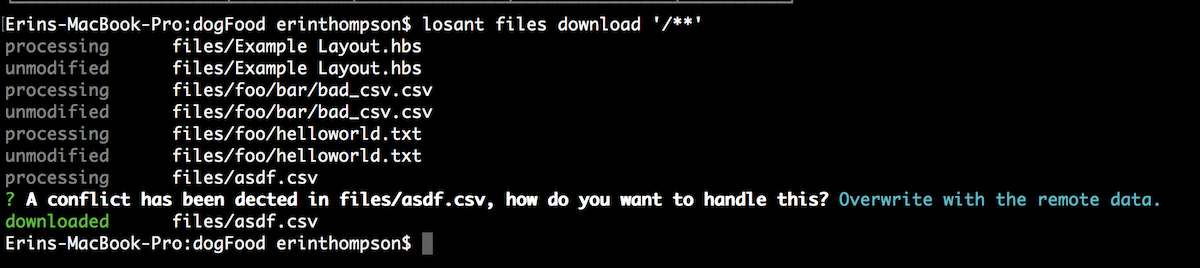 Erins-MacBook-Pro:dogFood erinthompson$ losant files download '/**'
processing files/Example Layout.hbs
unmodified files/Example Layout.hbs
processing files/foo/bar/bad_csv.csv
unmodified files/foo/bar/bad_csv.csv
processing files/foo/helloworld.txt
unmodified files/foo/helloworld.txt
processing files/asdf.csv
? A conflict has been dected in files/asdf.csv, how do you want to handle this? Overwrite with the remote data.
downloaded files/asdf.csv
Erins-MacBook-Pro:dogFood erinthompson$